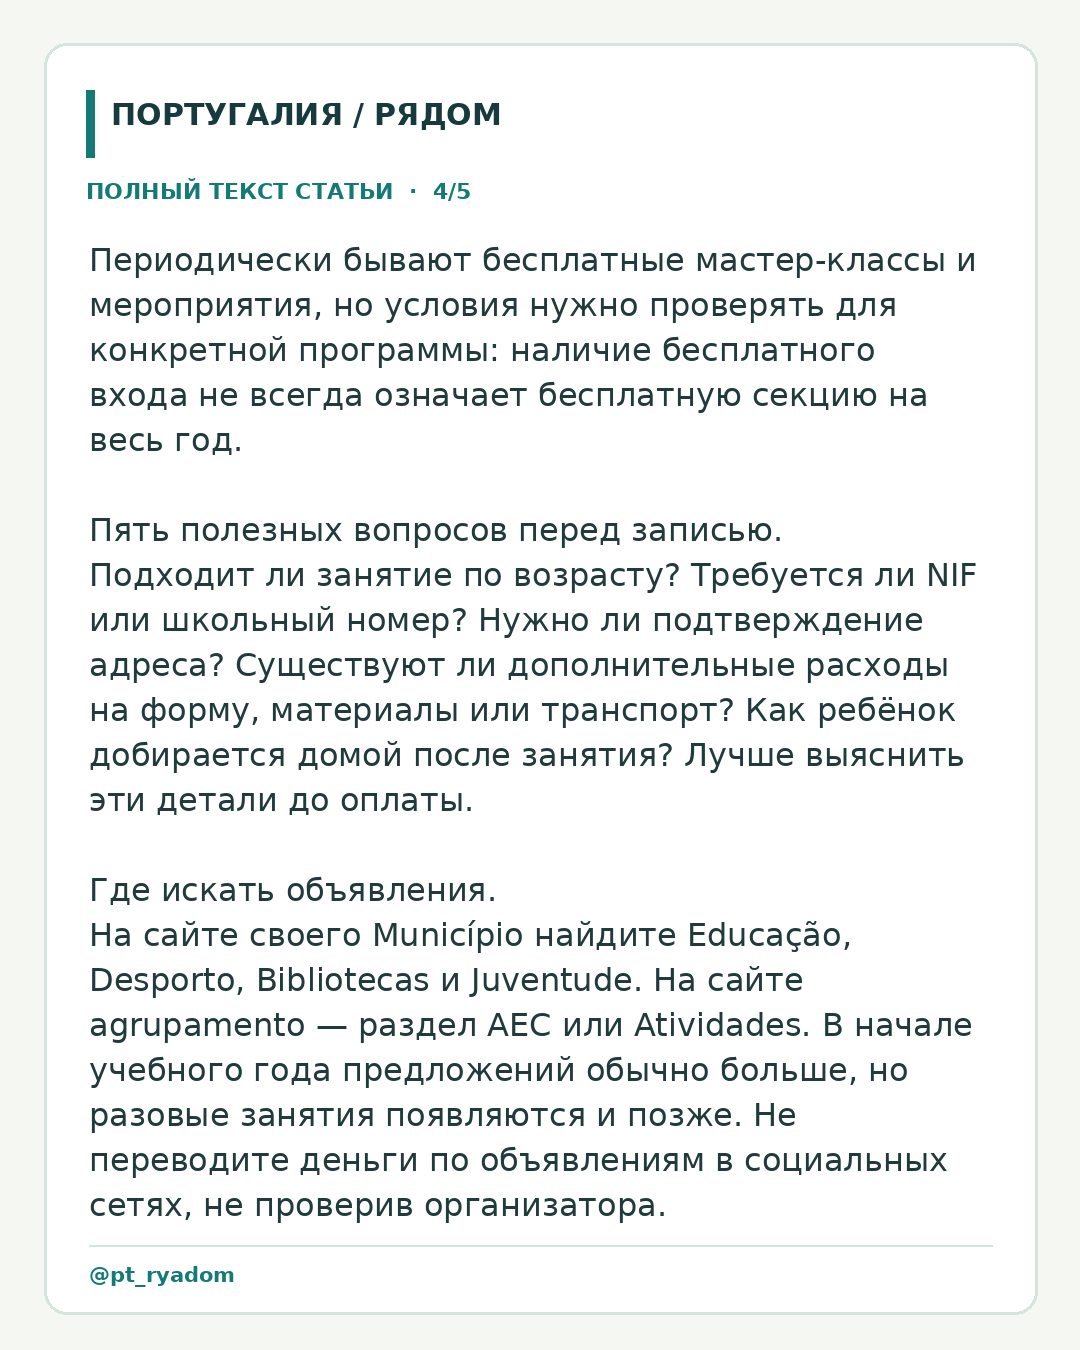 ПОРТУГАЛИЯ / РЯДОМ
ПОЛНЫЙ ТЕКСТ СТАТЬИ · 4/5
Периодически бывают бесплатные мастер-классы и
мероприятия, но условия нужно проверять для
конкретной программы: наличие бесплатного
входа не всегда означает бесплатную секцию на
весь год.
Пять полезных вопросов перед записью.
Подходит ли занятие по возрасту? Требуется ли NIF
или школьный номер? Нужно ли подтверждение
адреса? Существуют ли дополнительные расходы
на форму, материалы или транспорт? Как ребёнок
добирается домой после занятия? Лучше выяснить
эти детали до оплаты.
Где искать объявления.
На сайте своего Município найдите Educação,
Desporto, Bibliotecas и Juventude. На сайте
agrupamento — раздел AEC или Atividades. В начале
учебного года предложений обычно больше, но
разовые занятия появляются и позже. Не
переводите деньги по объявлениям в социальных
сетях, не проверив организатора.
@pt_ryadom